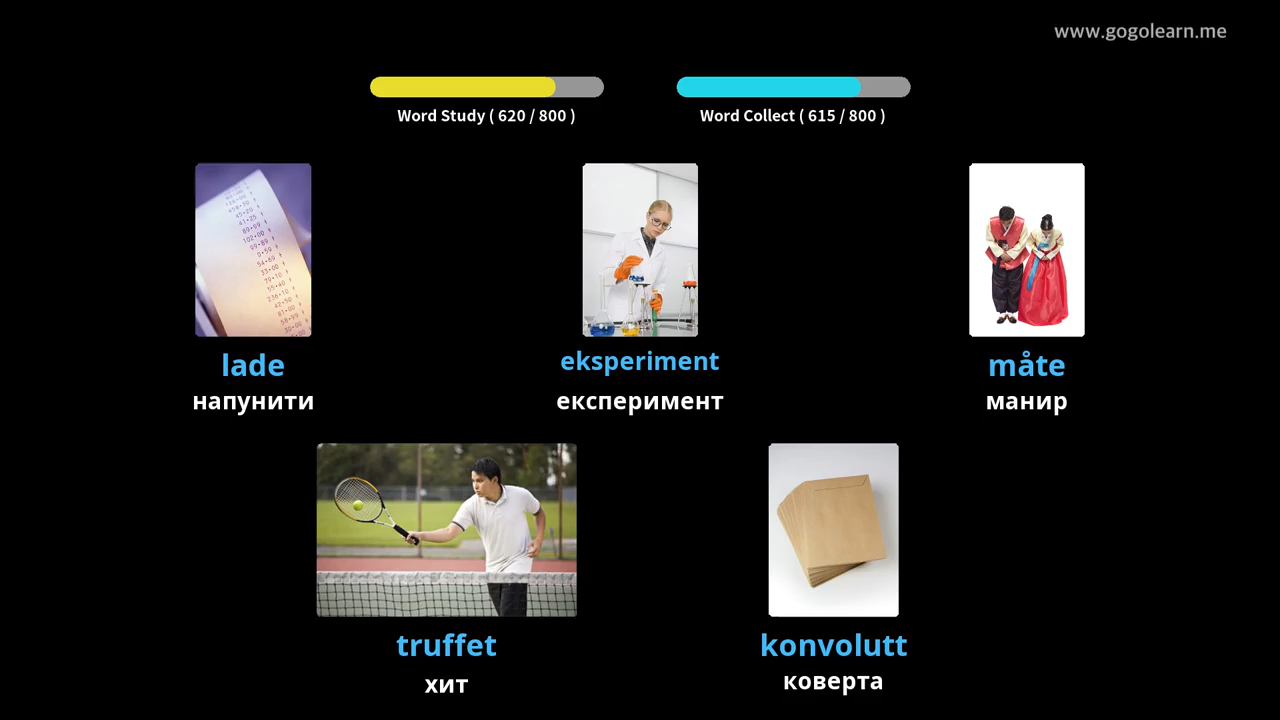 www.gogolearn.me
Word Study ( 620 / 800 )
Word Collect ( 615 / 800 )
lade
напунити
eksperiment
експеримент
måte
манир
truffet
хит
konvolutt
коверта